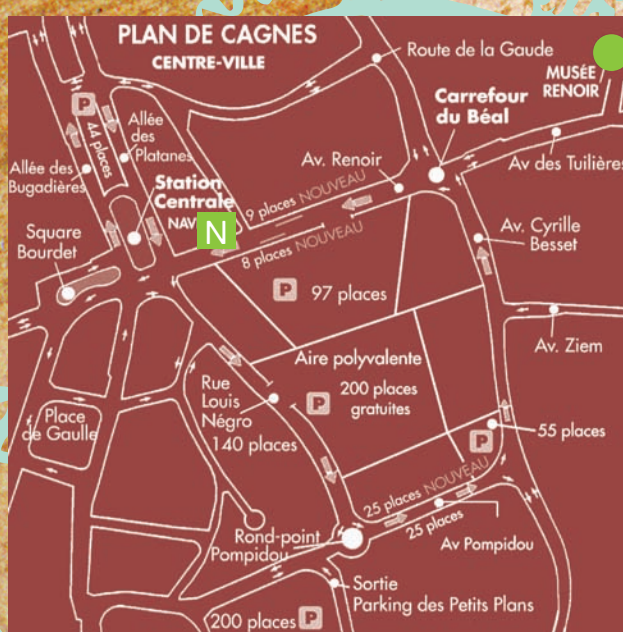 PLAN DE CAGNES
CENTRE-VILLE
Route de la Gaude
MUSÉE
RENOIR
P
44 places
Allée
des
Platanes
Carrefour
du Béal
Allée des
Bugadières
Av. Renoir
Av des Tuilières
Station
Centrale
NAV
N
9 places NOUVEAU
8 places NOUVEAU
Square
Bourdet
Av. Cyrille
Besset
P 97 places
Av. Ziem
Aire polyvalente
P 200 places
gratuites
Rue
Louis
Négro
140 places
Place
de Gaulle
P 55 places
25 places NOUVEAU
25 places
Rond-point
Pompidou
Av Pompidou
Sortie
Parking des Petits Plans
200 places P